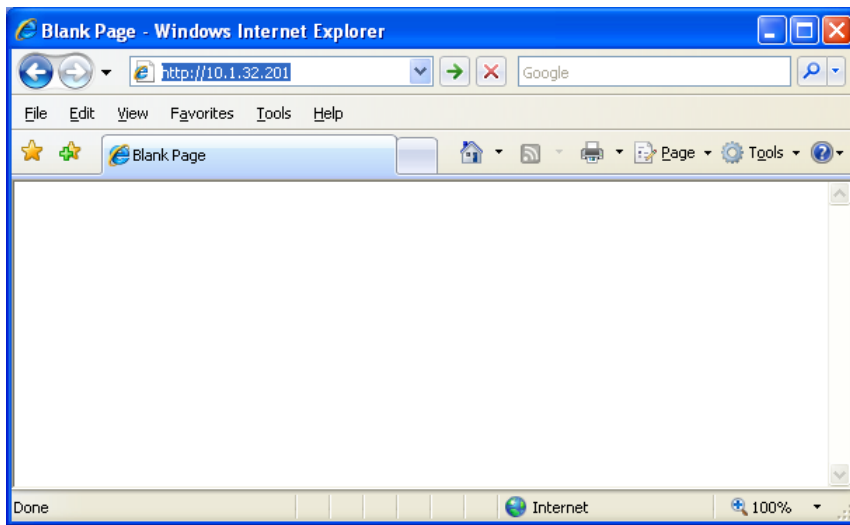 Blank Page - Windows Internet Explorer
http://10.1.32.201 Google
File Edit View Favorites Tools Help
Blank Page Page Tools
Done Internet 100%